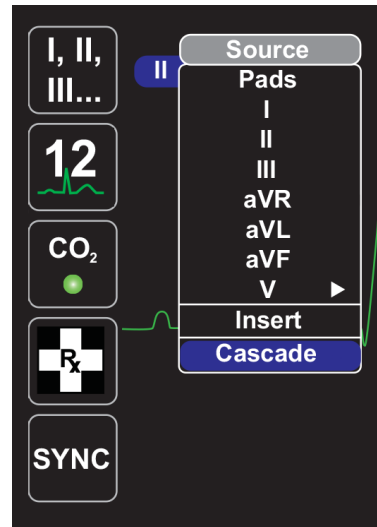 I, II,
III...
12
CO₂
Rx
SYNC
II
Source
Pads
I
II
III
aVR
aVL
aVF
V ▶
Insert
Cascade